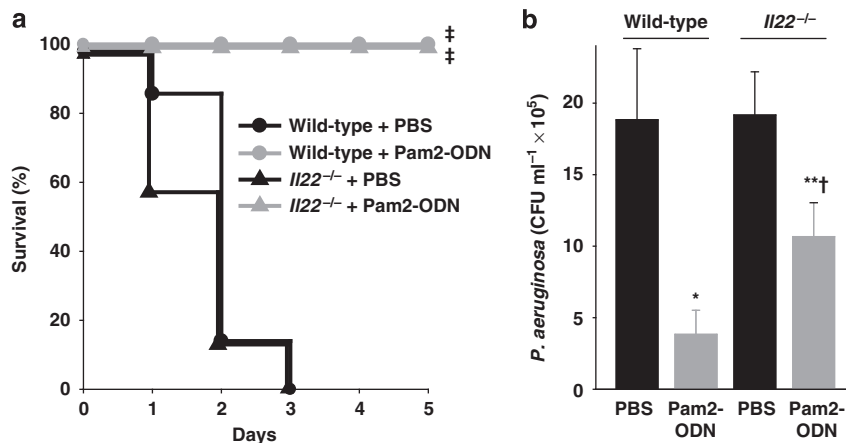 a
Survival (%)
100
80
60
40
20
0
0 1 2 3 4 5
Days
‡
‡
Wild-type + PBS
Wild-type + Pam2-ODN
Il22–/– + PBS
Il22–/– + Pam2-ODN
b
Wild-type Il22–/–
P. aeruginosa (CFU ml–1 × 105)
20
15
10
5
0
*
**†
PBS Pam2- PBS Pam2-
ODN ODN